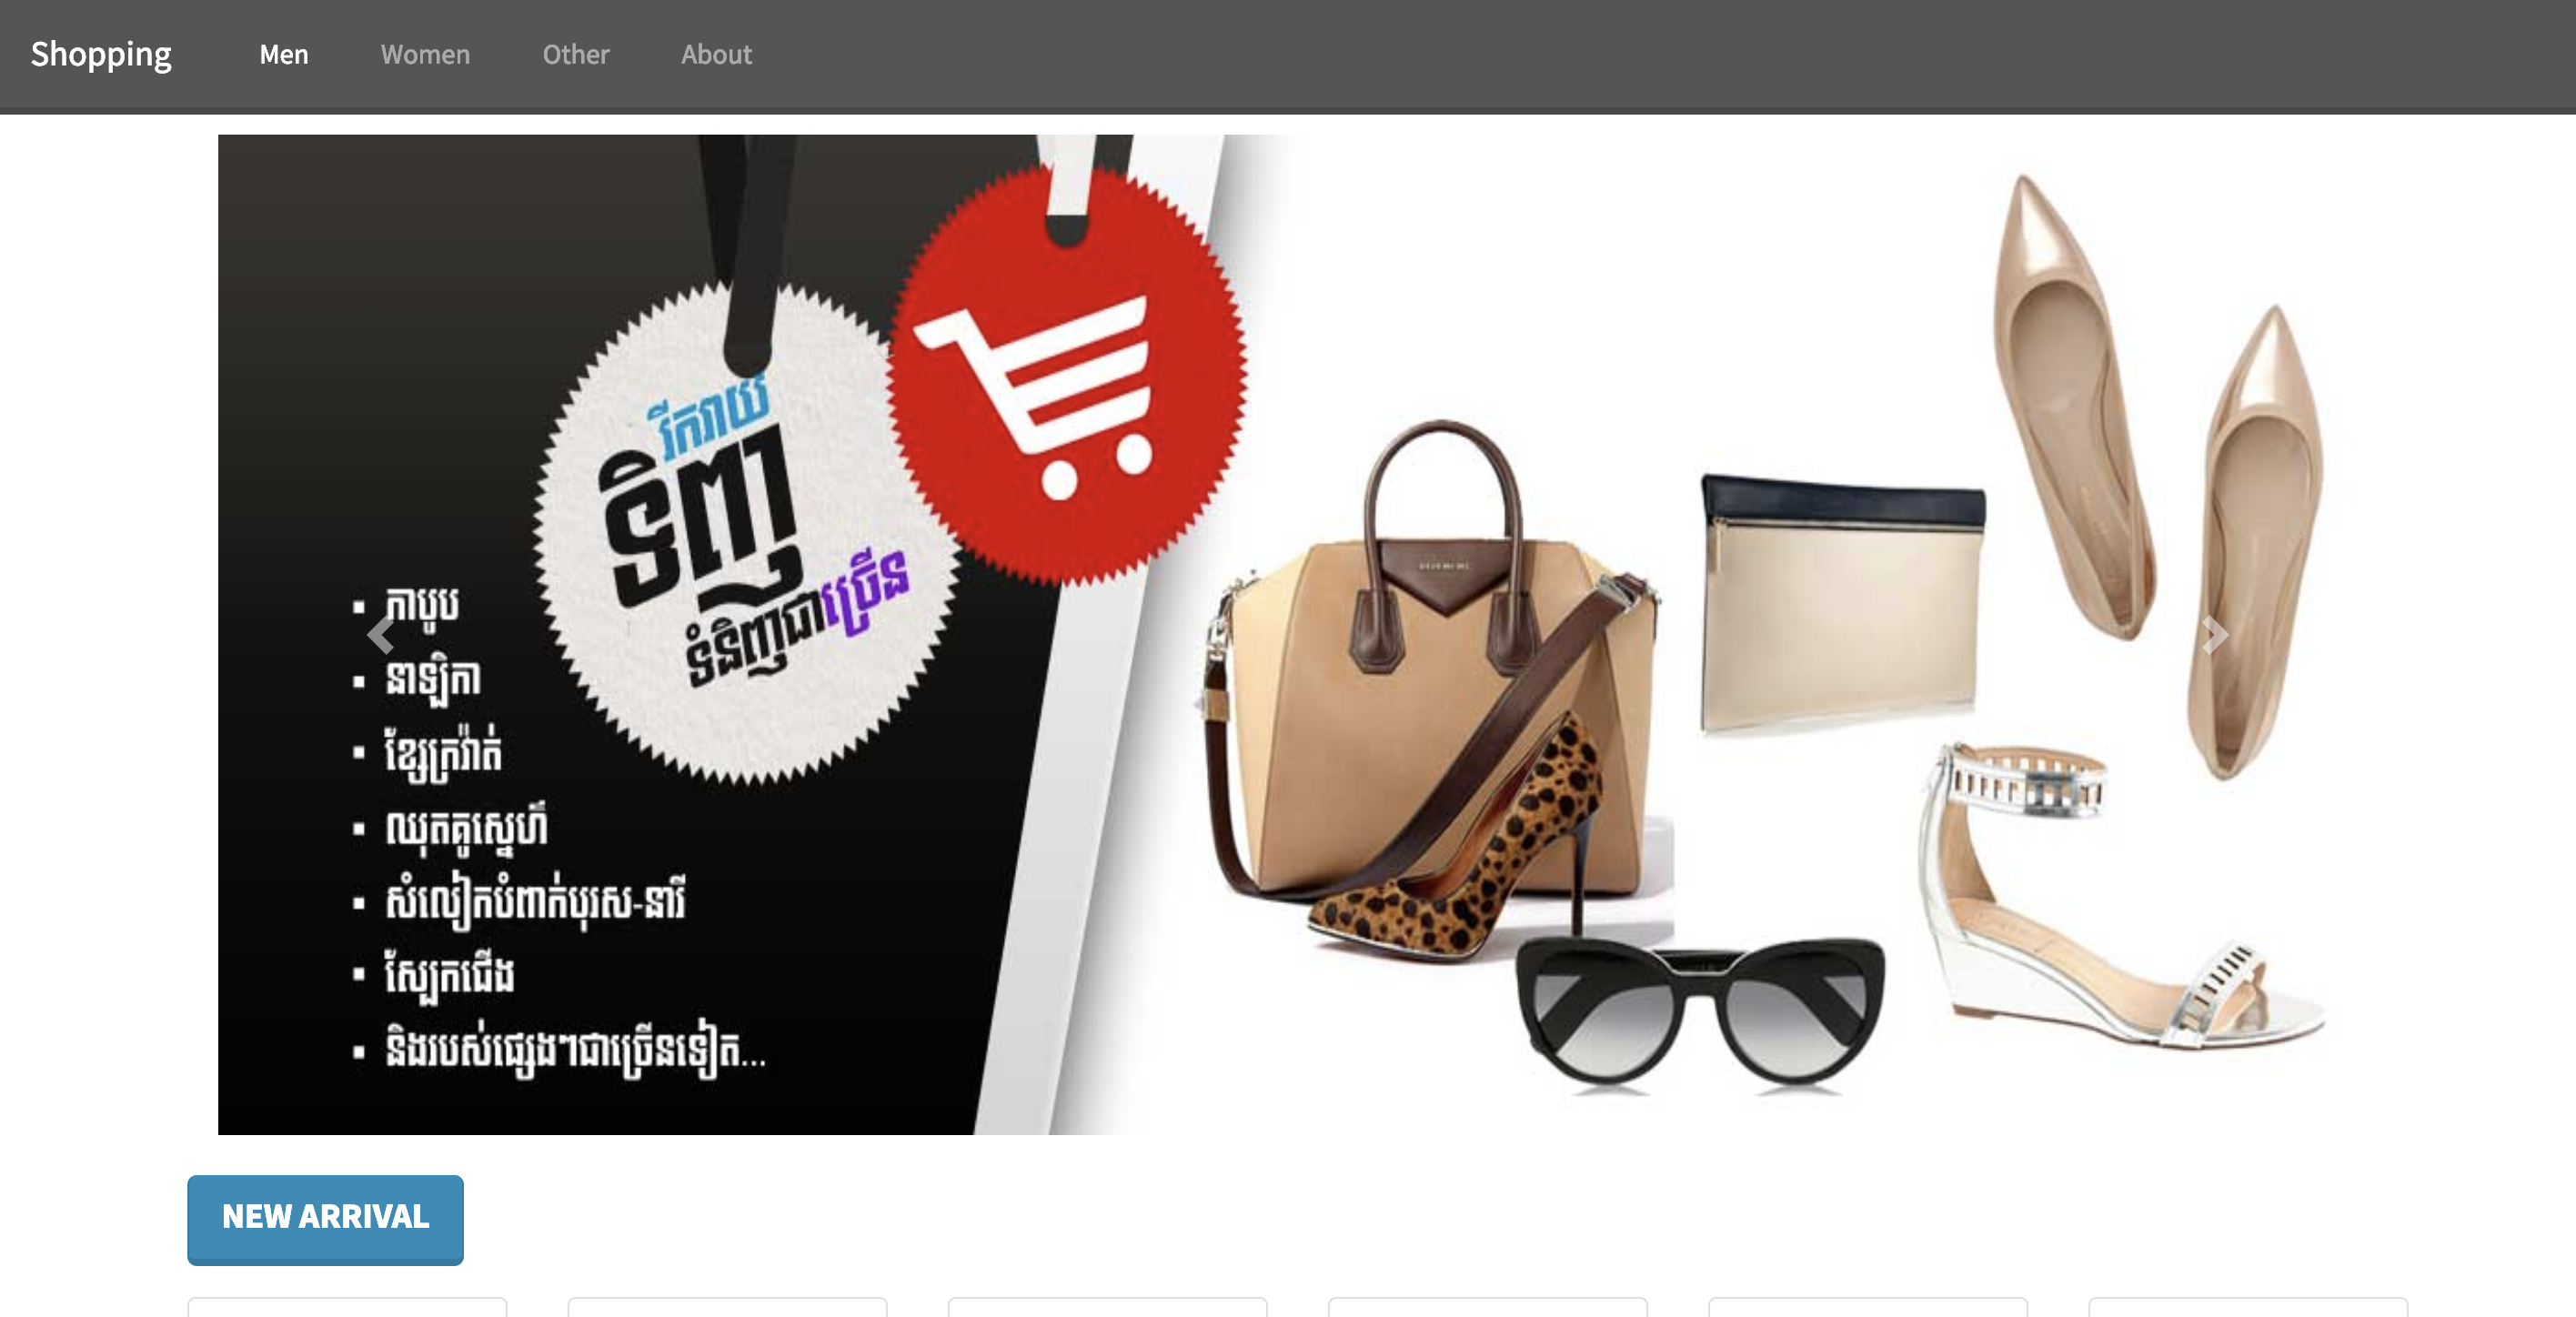 Shopping
Men
Women
Other
About
រីករាយ
ទិញ
ទំនិញជាច្រើន
កាបូប
នាឡិកា
ខ្សែក្រវ៉ាត់
ឈុតគូស្នេហ៍
សំលៀកបំពាក់បុរស-នារី
ស្បែកជើង
និងរបស់ផ្សេងៗជាច្រើនទៀត...
NEW ARRIVAL